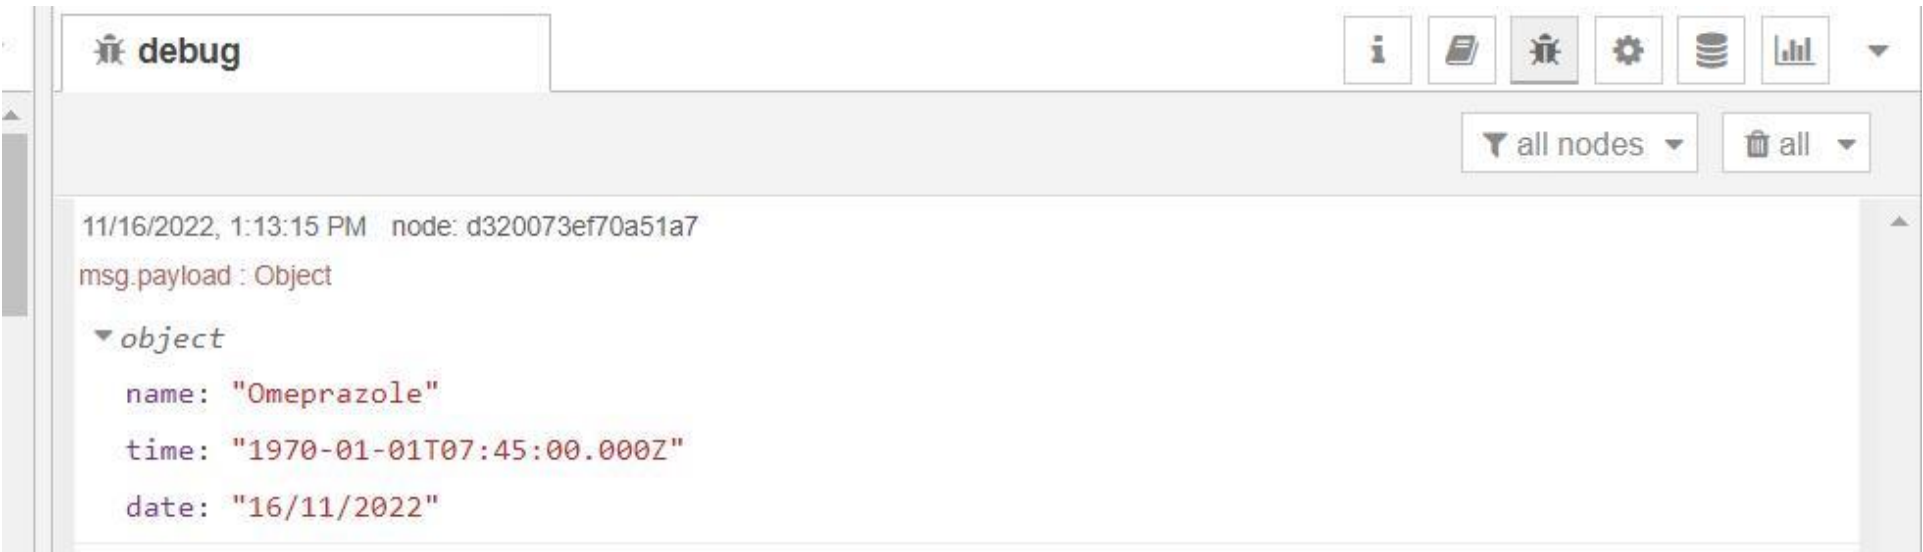 debug
i
all nodes
all
11/16/2022, 1:13:15 PM node: d320073ef70a51a7
msg.payload : Object
object
name: "Omeprazole"
time: "1970-01-01T07:45:00.000Z"
date: "16/11/2022"